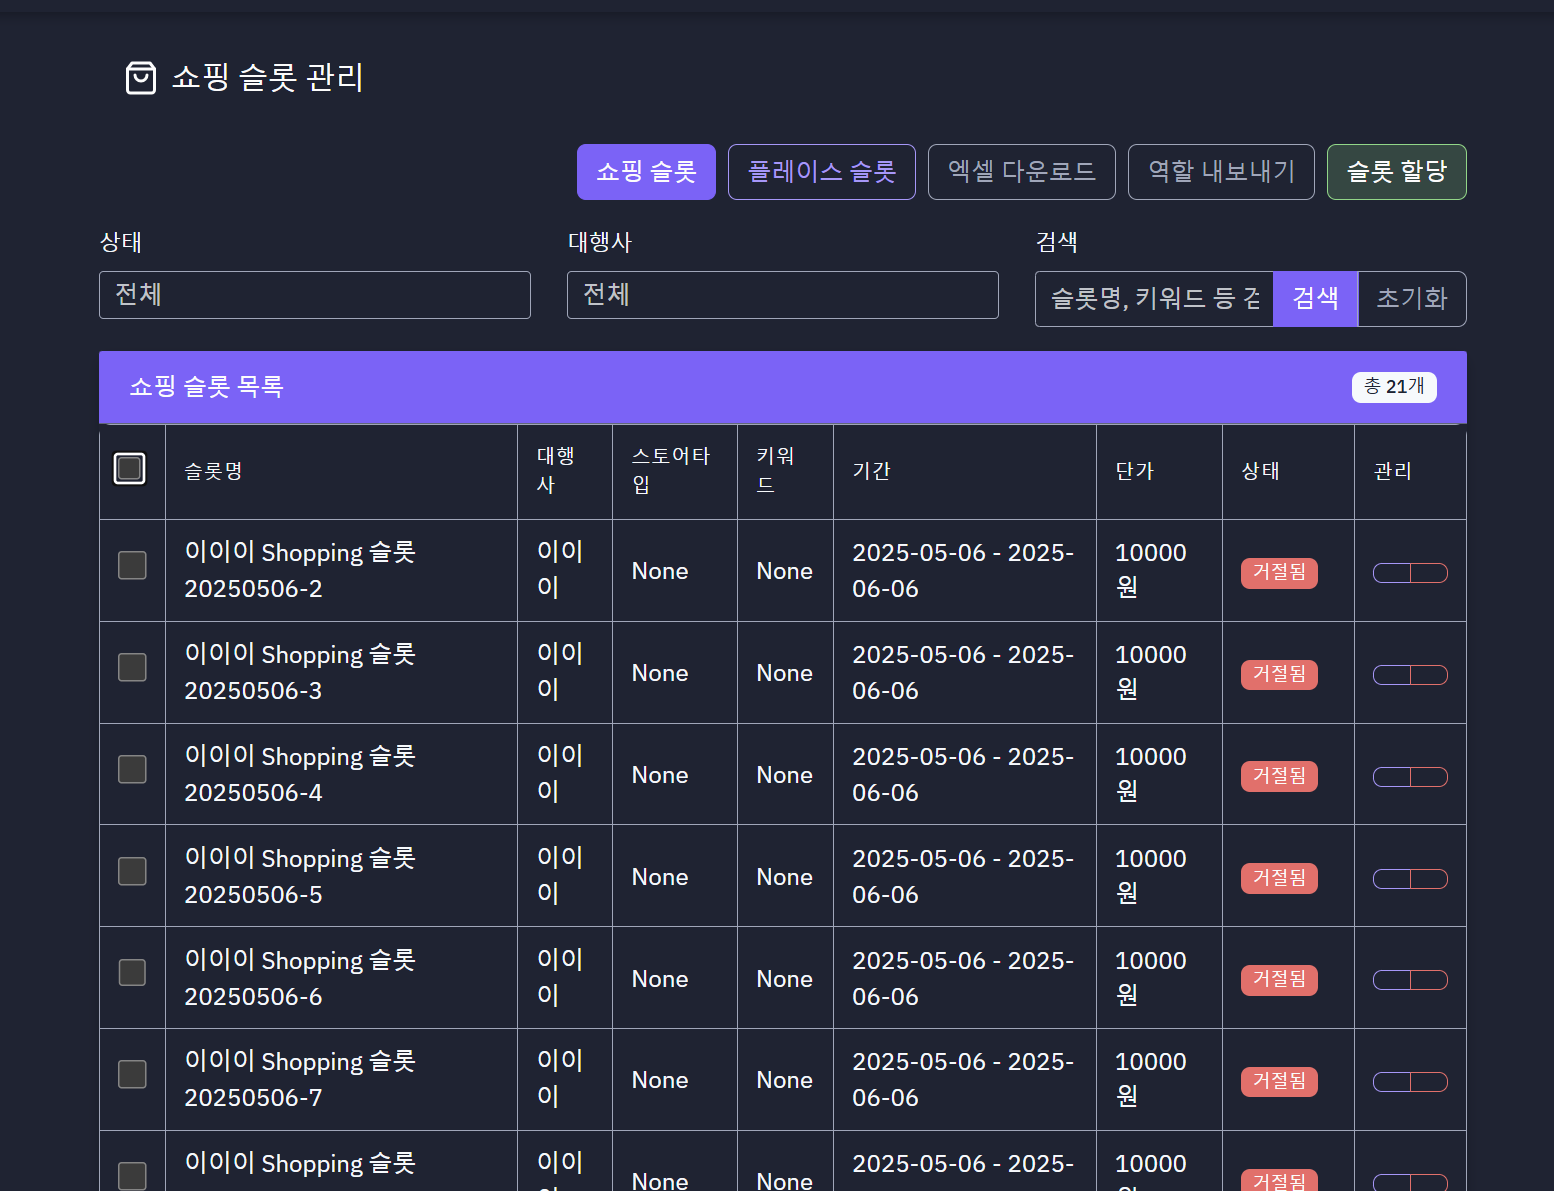 쇼핑 슬롯 관리
쇼핑 슬롯 플레이스 슬롯 엑셀 다운로드 역할 내보내기 슬롯 할당
상태 대행사 검색
전체 전체 슬롯명, 키워드 등 검색 초기화
쇼핑 슬롯 목록 총 21개
슬롯명 대행사 스토어타입 키워드 기간 단가 상태 관리
이이이 Shopping 슬롯 20250506-2 이이이 None None 2025-05-06 - 2025-06-06 10000원 거절됨
이이이 Shopping 슬롯 20250506-3 이이이 None None 2025-05-06 - 2025-06-06 10000원 거절됨
이이이 Shopping 슬롯 20250506-4 이이이 None None 2025-05-06 - 2025-06-06 10000원 거절됨
이이이 Shopping 슬롯 20250506-5 이이이 None None 2025-05-06 - 2025-06-06 10000원 거절됨
이이이 Shopping 슬롯 20250506-6 이이이 None None 2025-05-06 - 2025-06-06 10000원 거절됨
이이이 Shopping 슬롯 20250506-7 이이이 None None 2025-05-06 - 2025-06-06 10000원 거절됨
이이이 Shopping 슬롯 이이 None None 2025-05-06 - 2025- 10000 거절됨